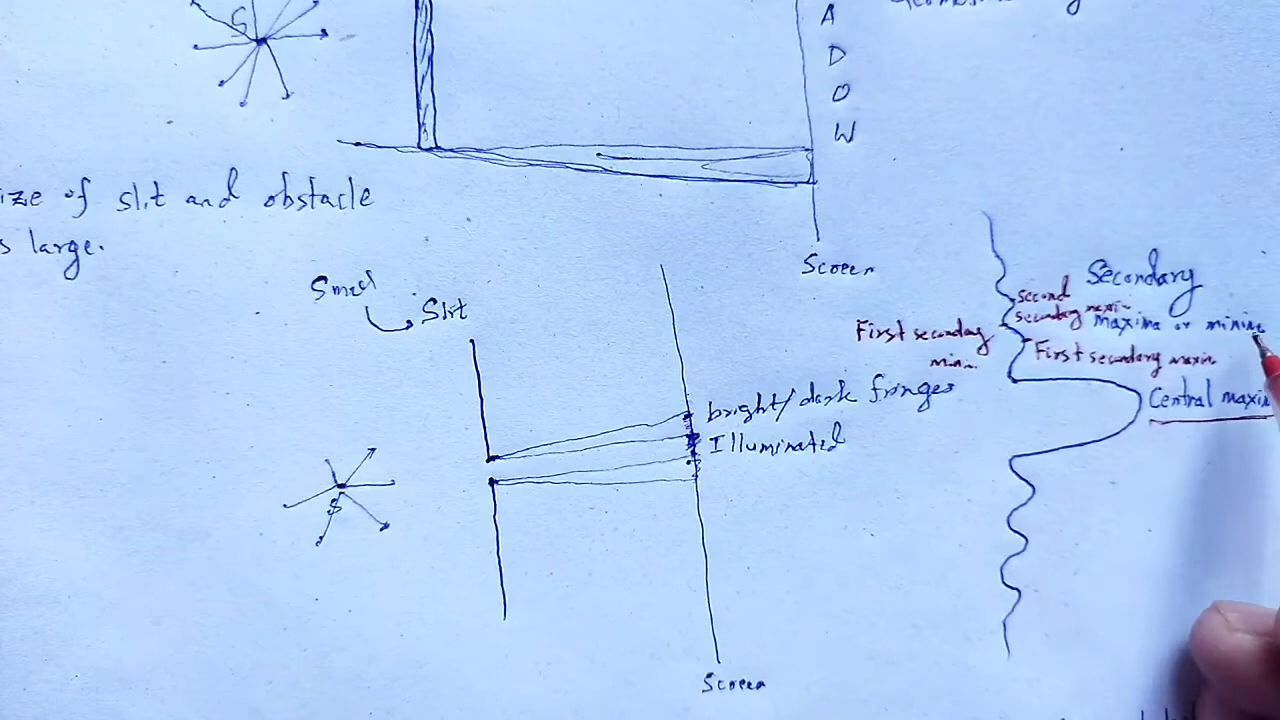 S
A
D
O
W
ize of slit and obstacle
s large.
Screen
Small
Slit
Secondary
maxima or minima
Second
secondary maxim
First secondary
min.
First secondary maxim
Central maxim
bright/dark fringes
Illuminated
S
Screen